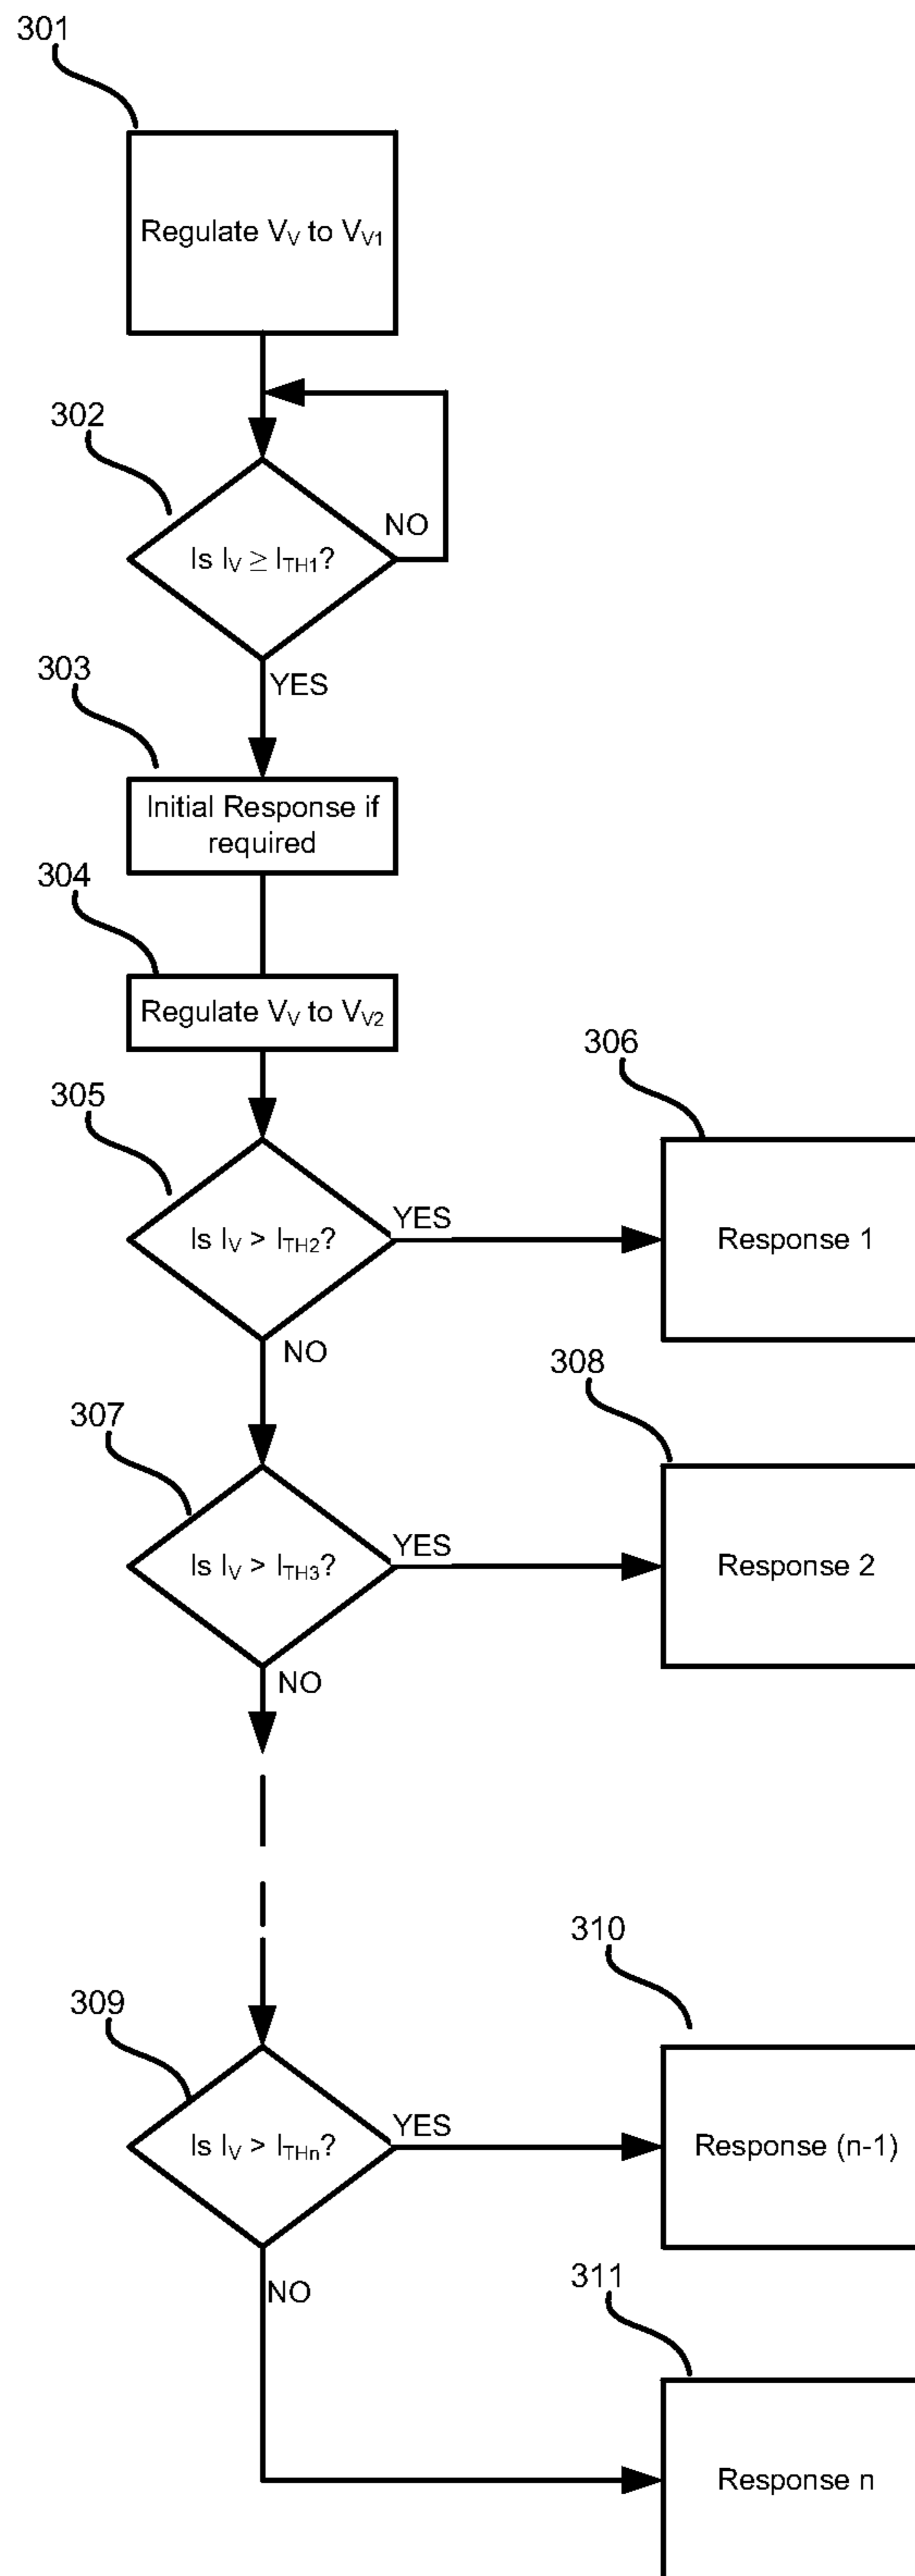 301
Regulate V_V to V_V1
302
NO
Is I_V ≥ I_TH1?
YES
303
Initial Response if
required
304
Regulate V_V to V_V2
305
306
Is I_V > I_TH2?
YES
Response 1
NO
307
308
Is I_V > I_TH3?
YES
Response 2
NO
309
310
Is I_V > I_THn?
YES
Response (n-1)
NO
311
Response n